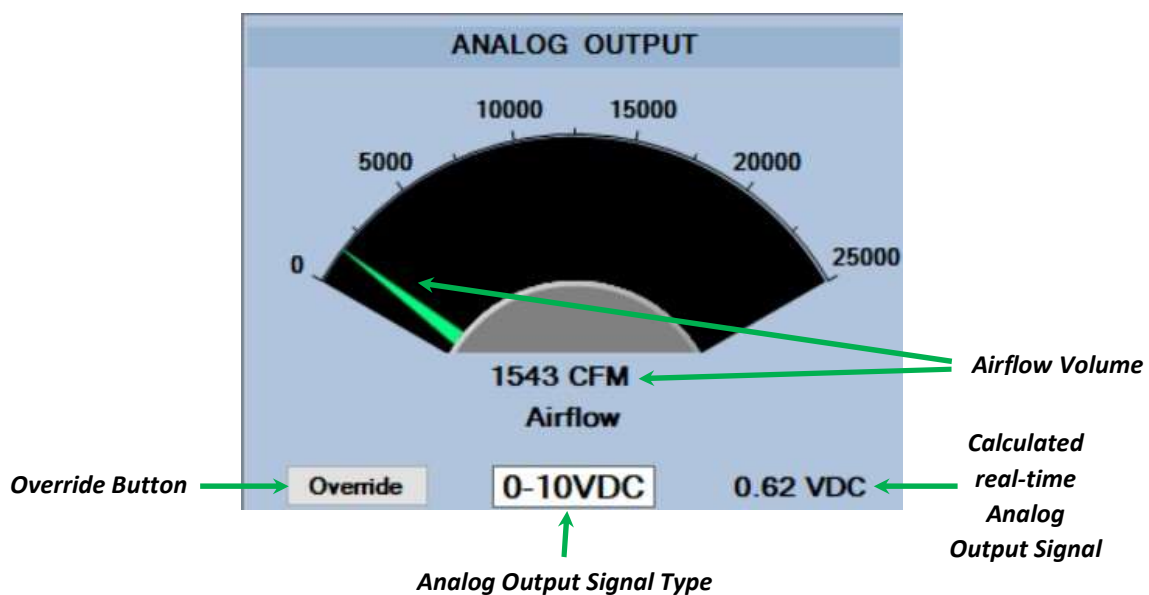 ANALOG OUTPUT
10000 15000
5000 20000
0 25000
1543 CFM
Airflow
Airflow Volume
Override Button
Override
0-10VDC
0.62 VDC
Calculated
real-time
Analog
Output Signal
Analog Output Signal Type